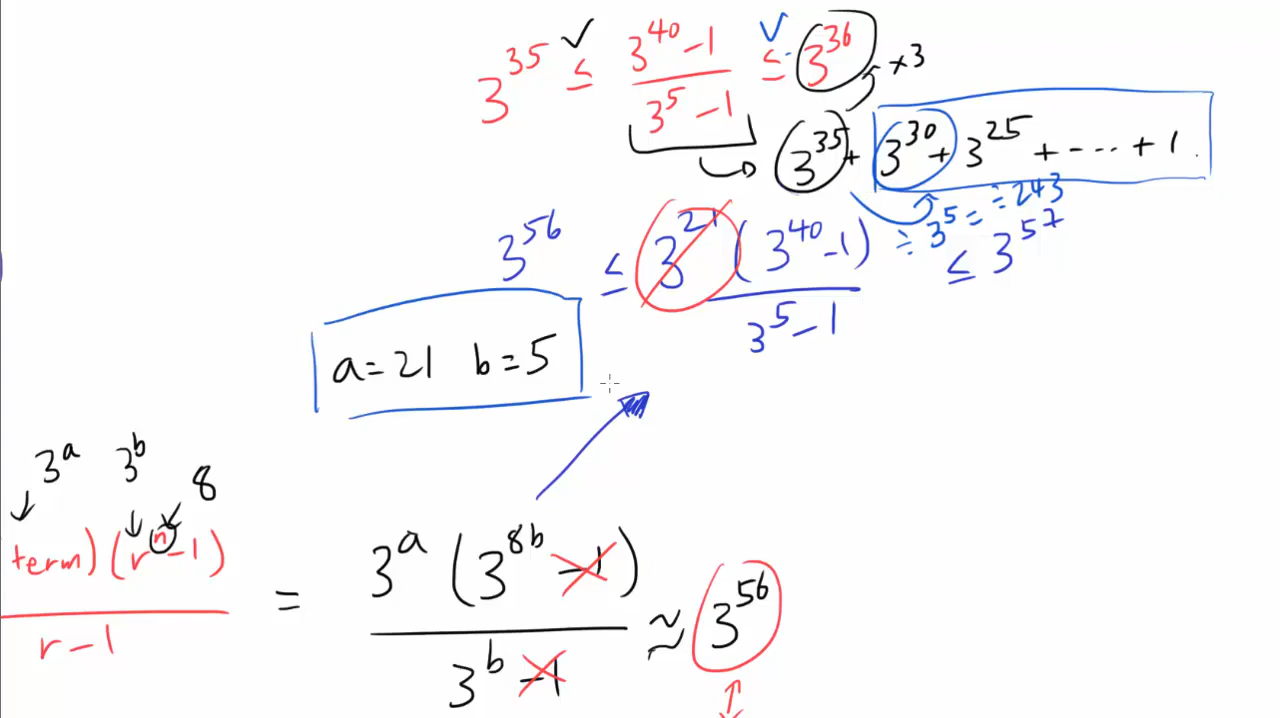 3^35 ≤ (3^40 - 1)/(3^5 - 1) ≤ 3^36
×3
3^35 + 3^30 + 3^25 + ---- + 1.
÷ 3^5 = ÷ 243
3^56 ≤ 3^21 (3^40 - 1)/(3^5 - 1) ≤ 3^57
a = 21 b = 5
3^a 3^b 8
term) (r^n - 1)/(r - 1) = 3^a (3^8b - 1)/(3^b - 1) ≈ 3^56